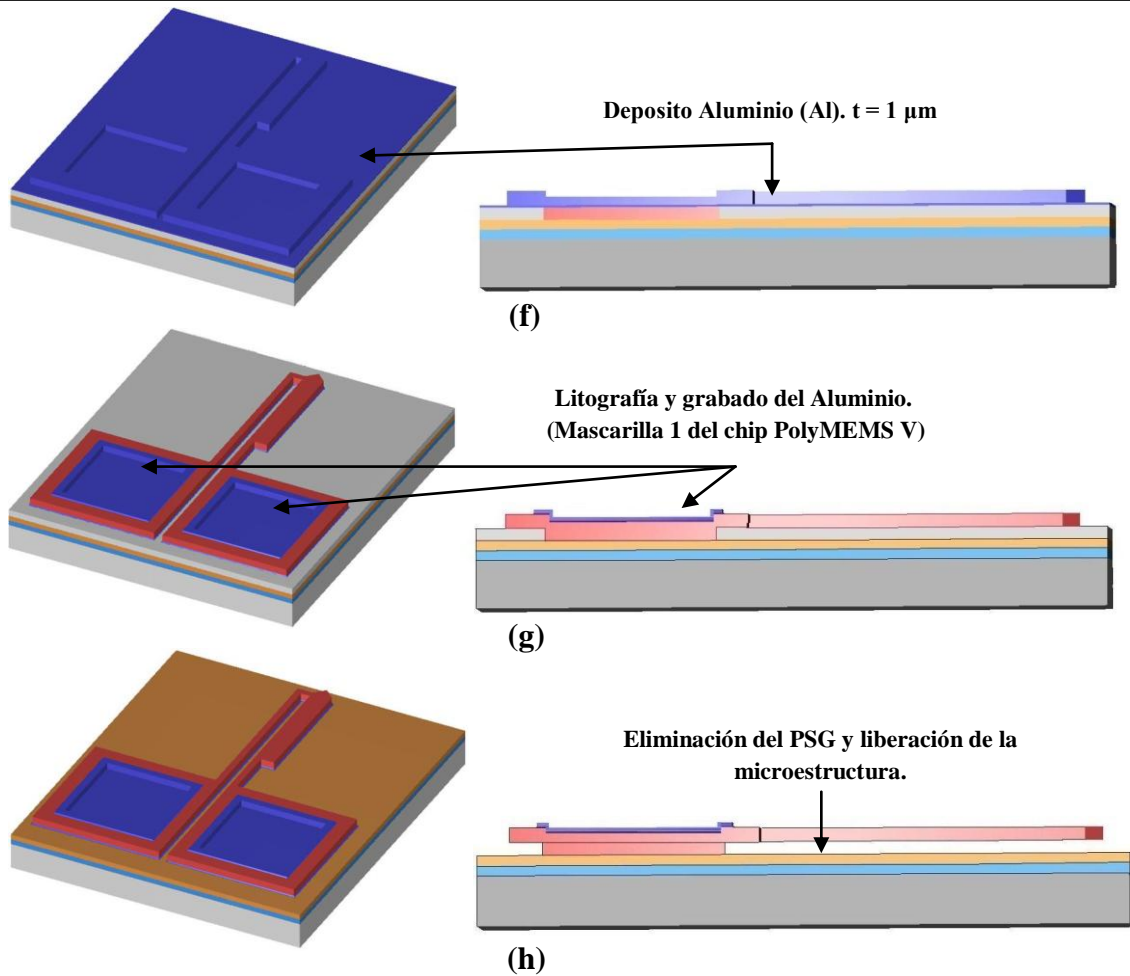 Deposito Aluminio (Al). t = 1 µm
(f)
Litografía y grabado del Aluminio.
(Mascarilla 1 del chip PolyMEMS V)
(g)
Eliminación del PSG y liberación de la
microestructura.
(h)